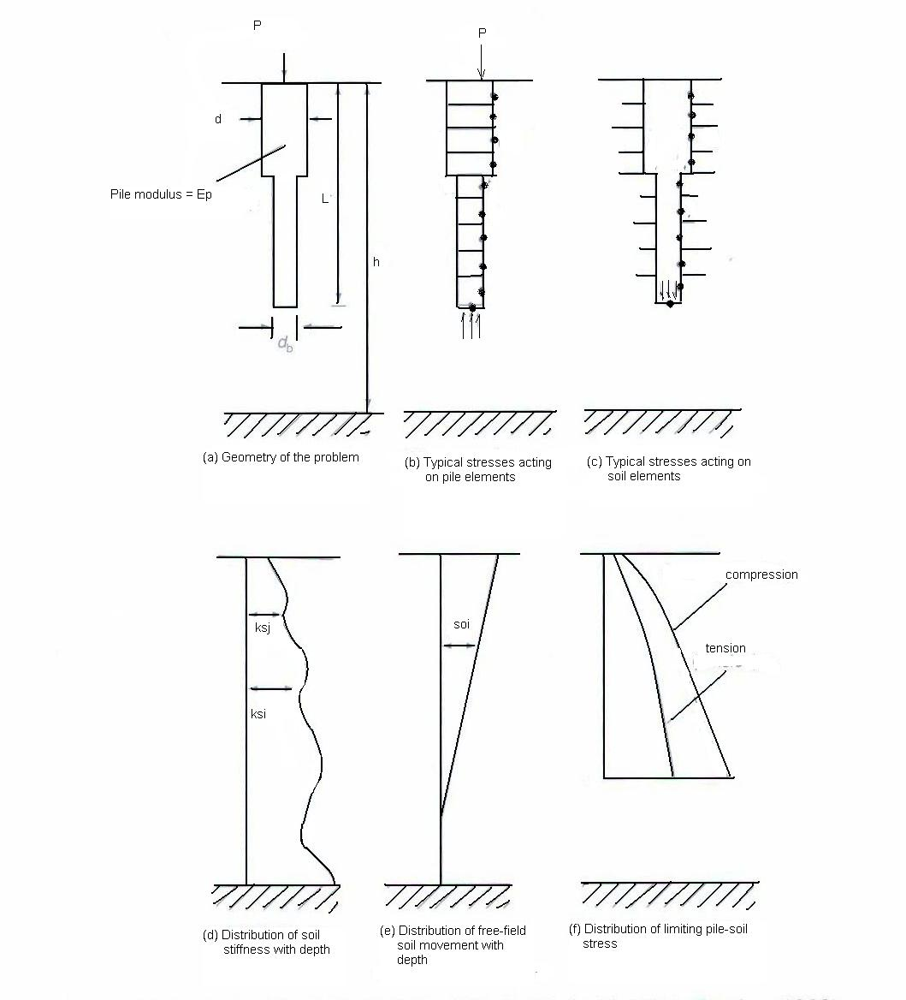 P
P
d
Pile modulus = Ep
L
h
d_b
(a) Geometry of the problem
(b) Typical stresses acting
on pile elements
(c) Typical stresses acting on
soil elements
compression
soi
ksj
tension
ksi
(d) Distribution of soil
stiffness with depth
(e) Distribution of free-field
soil movement with
depth
(f) Distribution of limiting pile-soil
stress